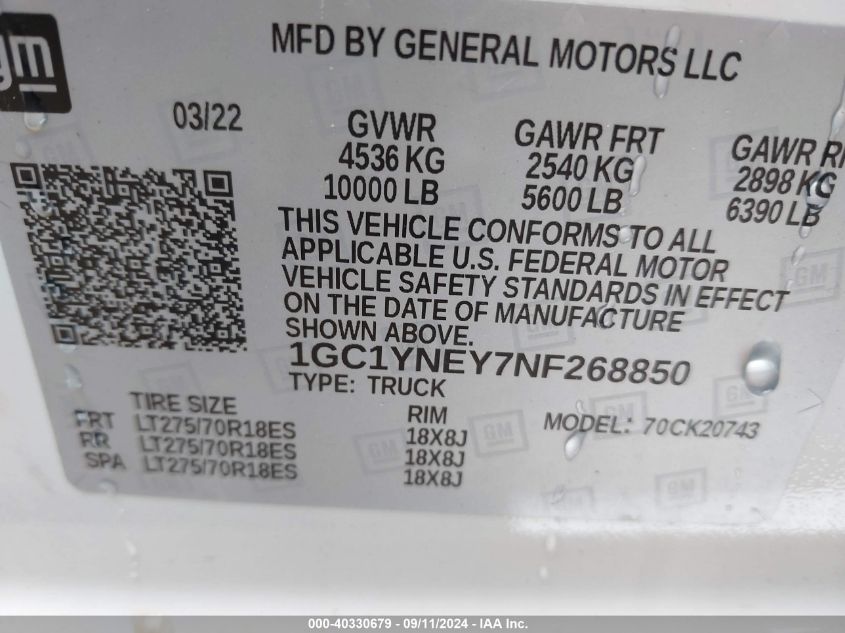 gm
MFD BY GENERAL MOTORS LLC
03/22
GVWR
4536 KG
10000 LB
GAWR FRT
2540 KG
5600 LB
GAWR
2898 KG
6390 LB
THIS VEHICLE CONFORMS TO ALL
APPLICABLE U.S. FEDERAL MOTOR
VEHICLE SAFETY STANDARDS IN EFFECT
ON THE DATE OF MANUFACTURE
SHOWN ABOVE.
1GC1YNEY7NF268850
TYPE: TRUCK
TIRE SIZE RIM MODEL: 70CK20743
FRT LT275/70R18ES 18X8J
RR LT275/70R18ES 18X8J
SPA LT275/70R18ES 18X8J
000-40330679 - 09/11/2024 - IAA Inc.